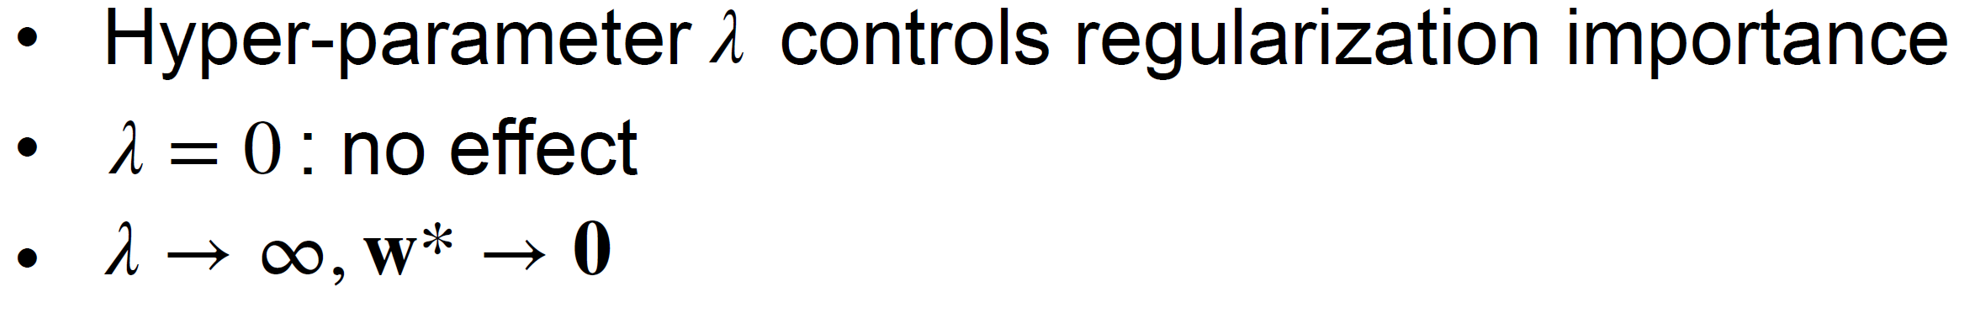 • Hyper-parameter λ controls regularization importance
• λ = 0 : no effect
• λ → ∞, w* → 0